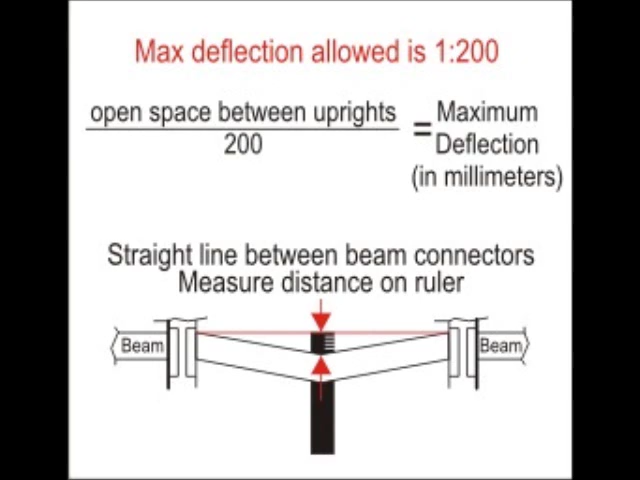 Max deflection allowed is 1:200
open space between uprights
200
=
Maximum
Deflection
(in millimeters)
Straight line between beam connectors
Measure distance on ruler
Beam
Beam